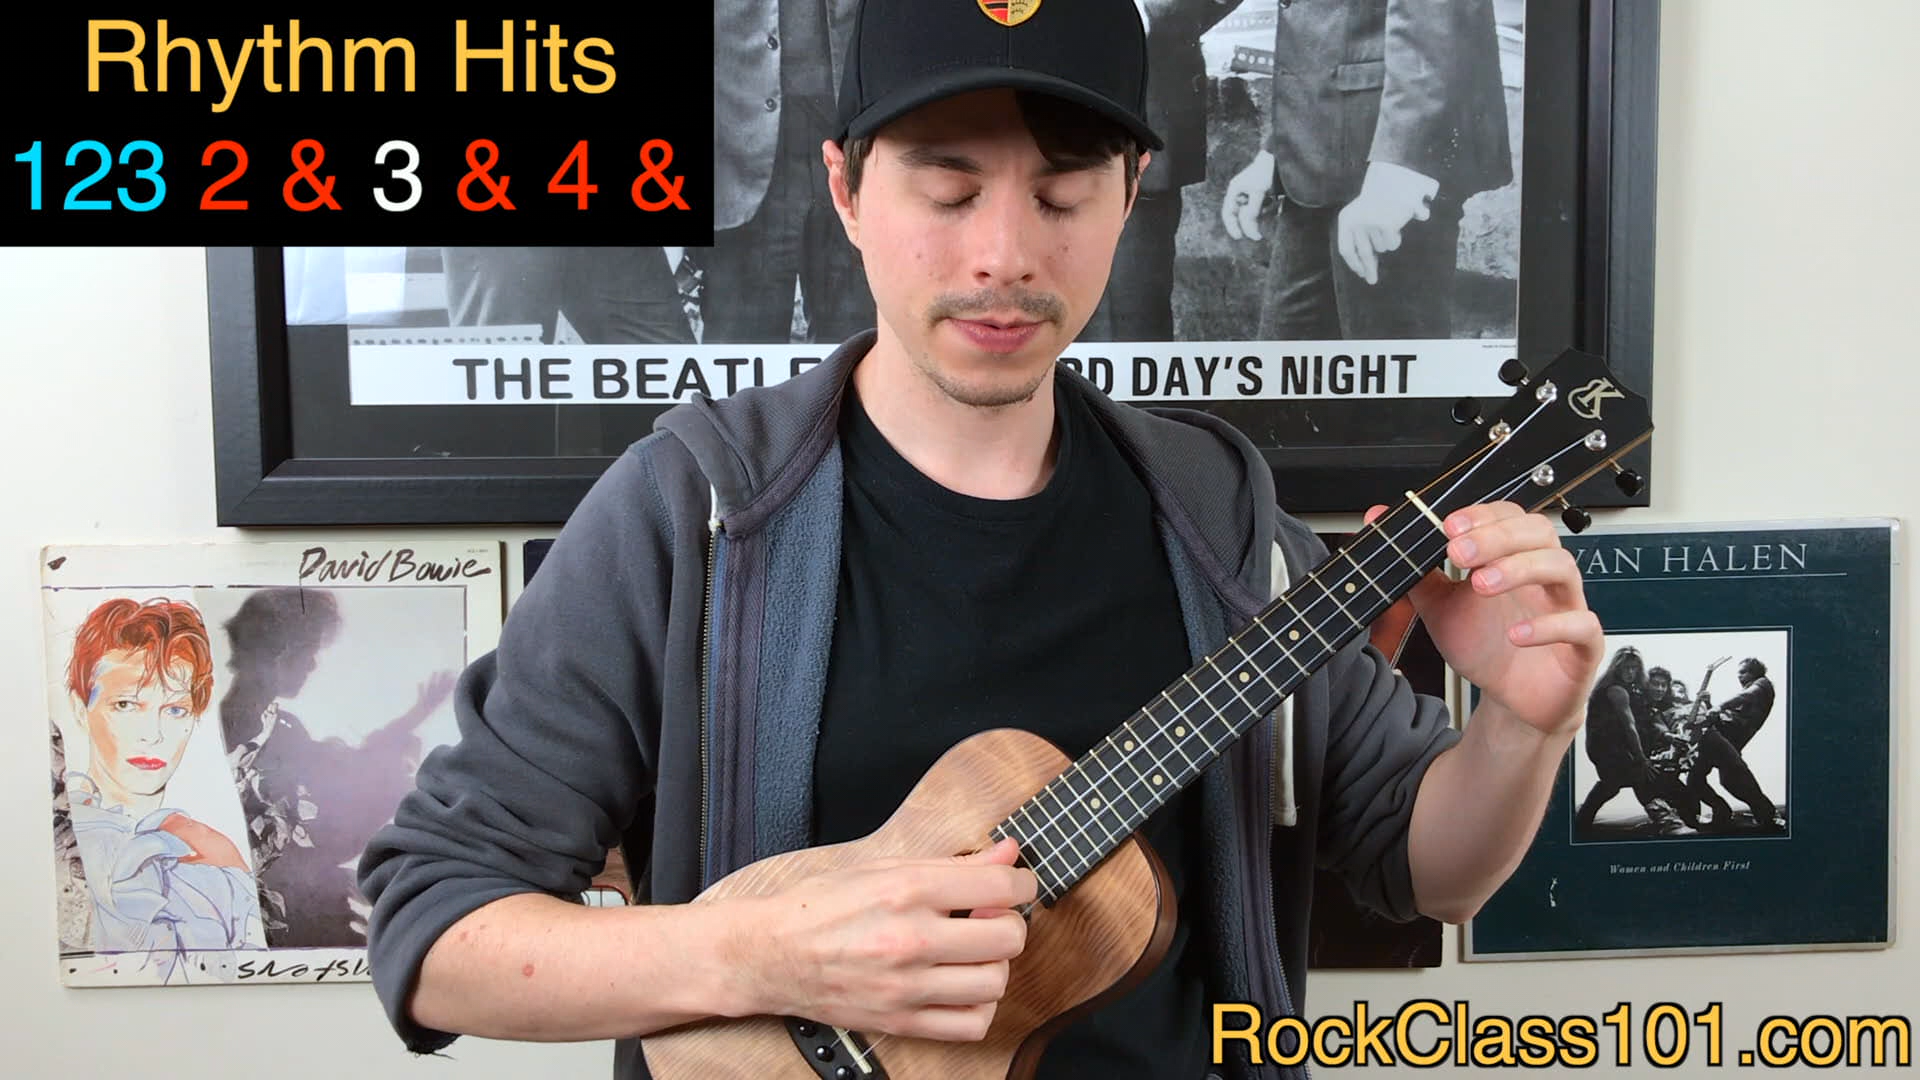 Rhythm Hits
123 2 & 3 & 4 &
THE BEATL
RD DAY'S NIGHT
K
David Bowie
VAN HALEN
Women and Children First
RockClass101.com